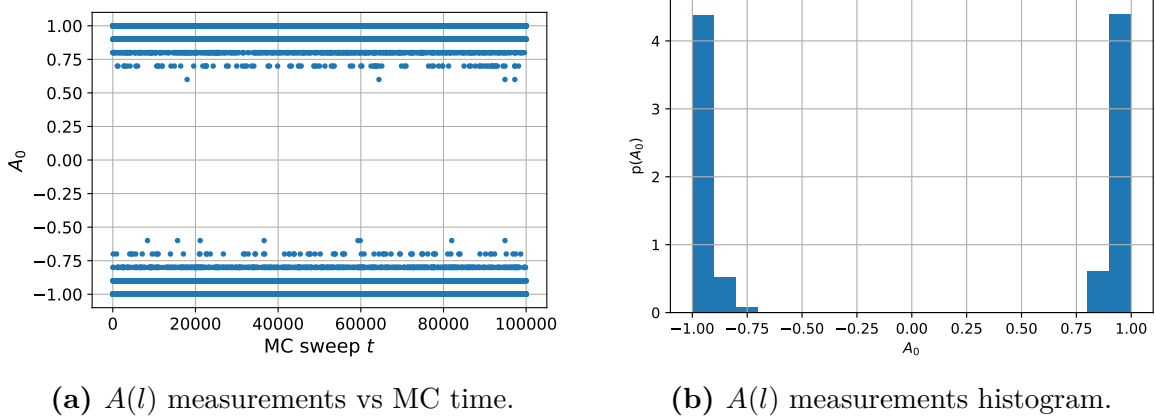 1.00
0.75
0.50
0.25
0.00
−0.25
−0.50
−0.75
−1.00
A₀
0 20000 40000 60000 80000 100000
MC sweep t
4
3
2
1
0
p(A₀)
−1.00 −0.75 −0.50 −0.25 0.00 0.25 0.50 0.75 1.00
A₀
(a) A(l) measurements vs MC time.
(b) A(l) measurements histogram.